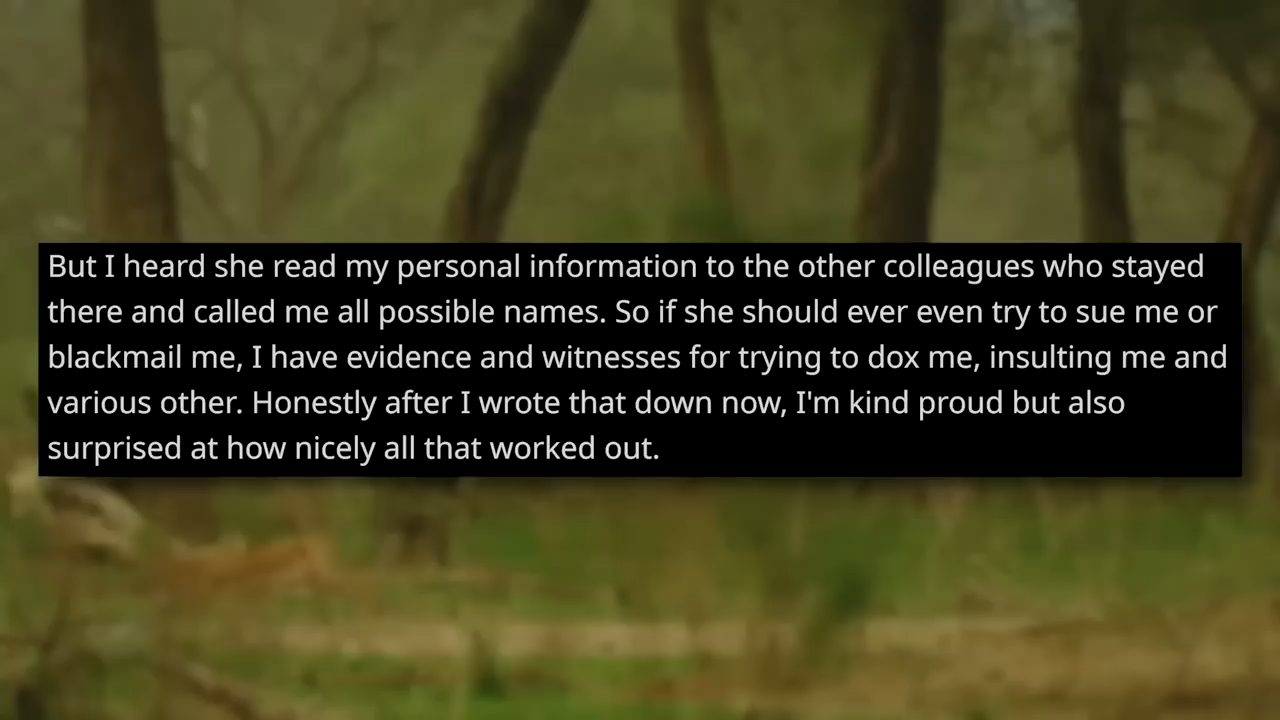 But I heard she read my personal information to the other colleagues who stayed
there and called me all possible names. So if she should ever even try to sue me or
blackmail me, I have evidence and witnesses for trying to dox me, insulting me and
various other. Honestly after I wrote that down now, I'm kind proud but also
surprised at how nicely all that worked out.